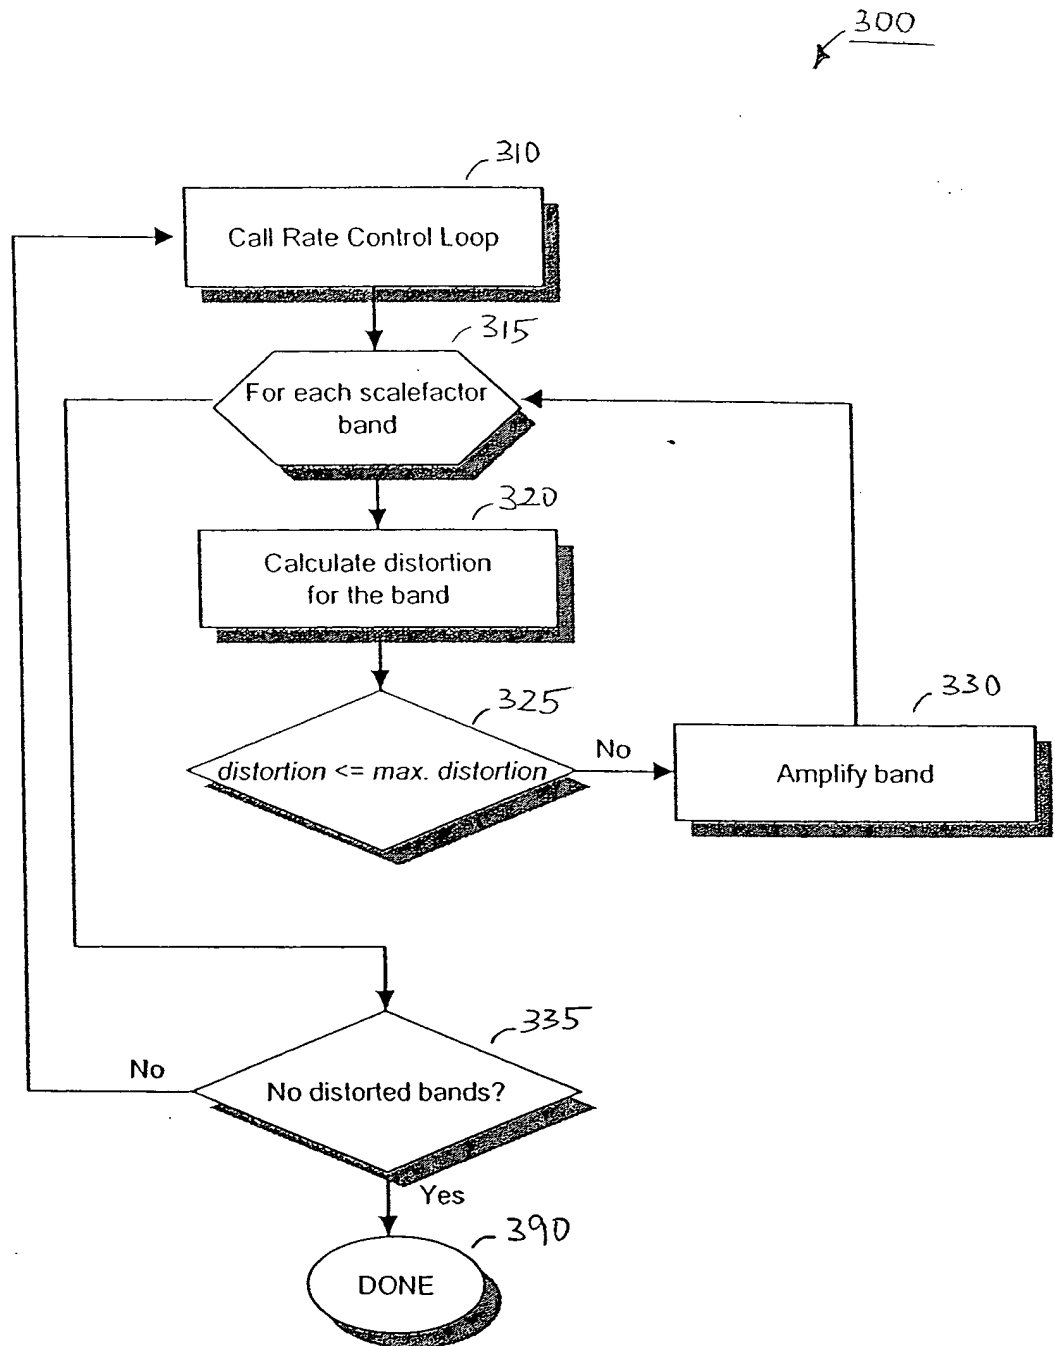 300
310
Call Rate Control Loop
315
For each scalefactor
band
320
Calculate distortion
for the band
325
distortion <= max. distortion
No
330
Amplify band
335
No distorted bands?
No
Yes
390
DONE